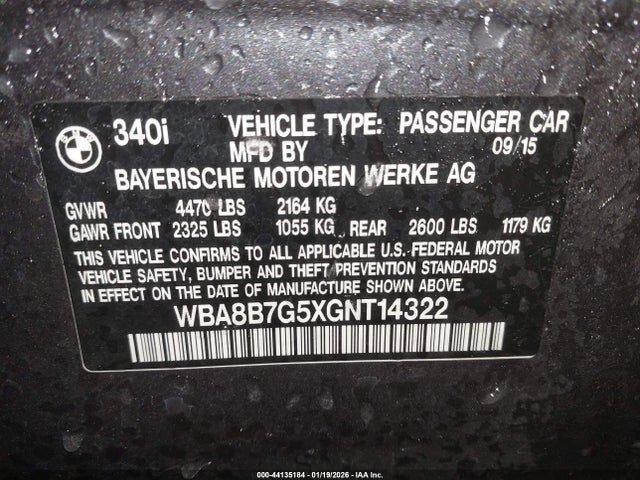 BMW
340i VEHICLE TYPE: PASSENGER CAR
MFD BY 09/15
BAYERISCHE MOTOREN WERKE AG
GVWR 4470 LBS 2164 KG
GAWR FRONT 2325 LBS 1055 KG REAR 2600 LBS 1179 KG
THIS VEHICLE CONFIRMS TO ALL APPLICABLE U.S.-FEDERAL MOTOR
VEHICLE SAFETY, BUMPER AND THEFT PREVENTION STANDARDS
IN EFFECT ON THE DATE OF MANUFACTURE SHOWN ABOVE.
WBA8B7G5XGNT14322
000-44135184 - 01/19/2026 - IAA Inc.